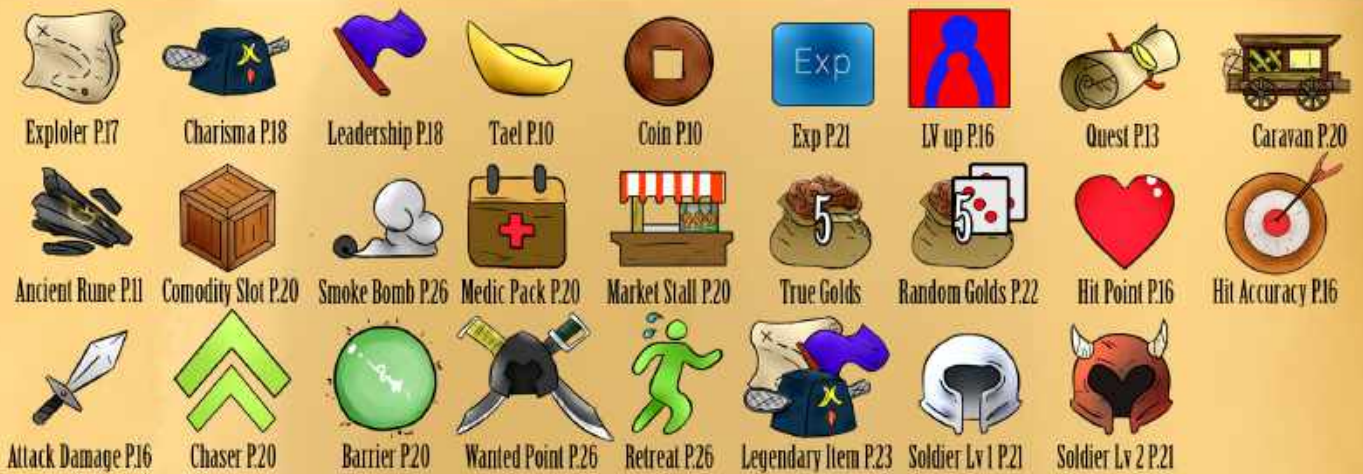 Exp
Exploler P.17
Charisma P.18
Leadership P.18
Tael P.10
Coin P.10
Exp P.21
LV up P.16
Quest P.13
Caravan P.20
5
5
Ancient Rune P.11
Comodity Slot P.20
Smoke Bomb P.26
Medic Pack P.20
Market Stall P.20
True Golds
Random Golds P.22
Hit Point P.16
Hit Accuracy P.16
Attack Damage P.16
Chaser P.20
Barrier P.20
Wanted Point P.26
Retreat P.26
Legendary Item P.23
Soldier Lv 1 P.21
Soldier Lv 2 P.21